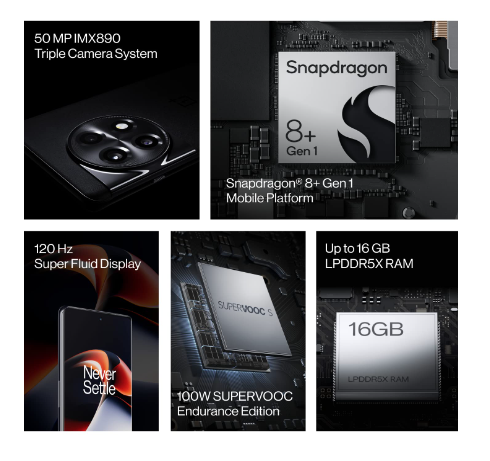 50 MP IMX890
Triple Camera System
Snapdragon
8+
Gen 1
Snapdragon® 8+ Gen 1
Mobile Platform
120 Hz
Super Fluid Display
Never
Settle
SUPERVOOC S
100W SUPERVOOC
Endurance Edition
Up to 16 GB
LPDDR5X RAM
16GB
LPDDR5X RAM